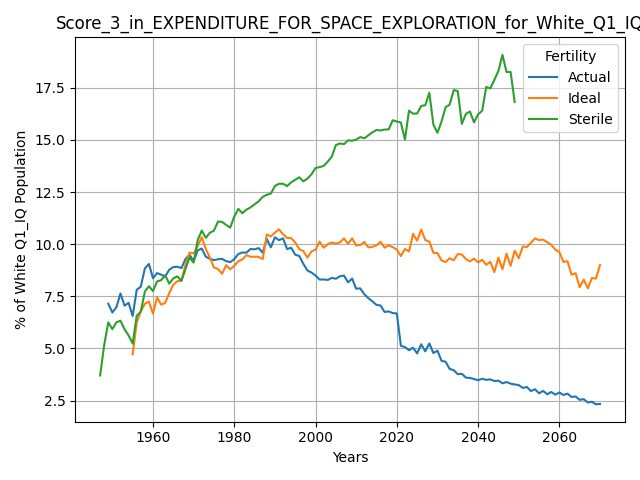 Score_3_in_EXPENDITURE_FOR_SPACE_EXPLORATION_for_White_Q1_IQ
Fertility
Actual
Ideal
Sterile
17.5
15.0
12.5
10.0
7.5
5.0
2.5
% of White Q1_IQ Population
1960
1980
2000
2020
2040
2060
Years